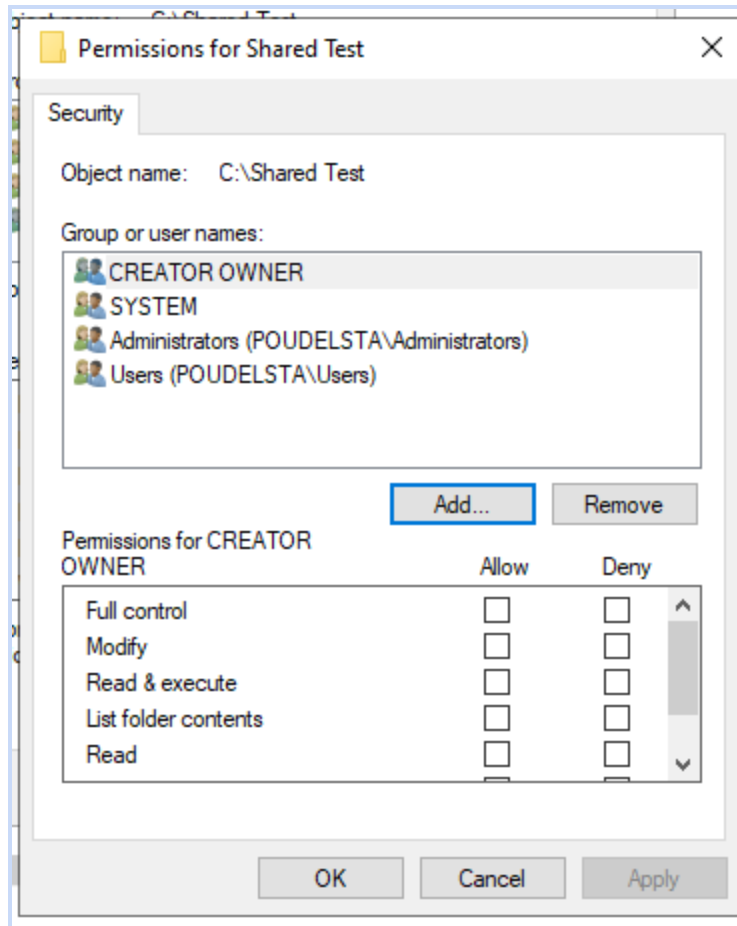 Permissions for Shared Test
Security
Object name: C:\Shared Test
Group or user names:
CREATOR OWNER
SYSTEM
Administrators (POUDELSTA\Administrators)
Users (POUDELSTA\Users)
Add...
Remove
Permissions for CREATOR
OWNER
Allow
Deny
Full control
Modify
Read & execute
List folder contents
Read
OK
Cancel
Apply